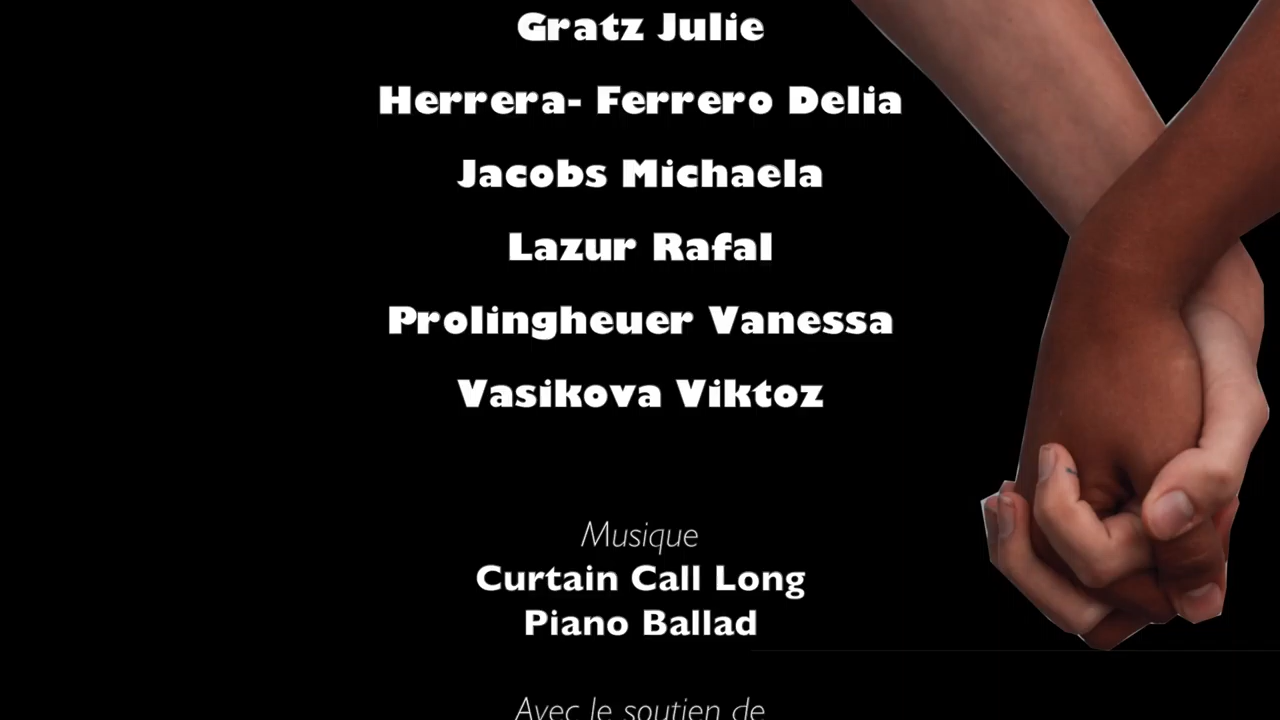 Gratz Julie
Herrera- Ferrero Delia
Jacobs Michaela
Lazur Rafal
Prolingheuer Vanessa
Vasikova Viktoz
Musique
Curtain Call Long
Piano Ballad
Avec le soutien de